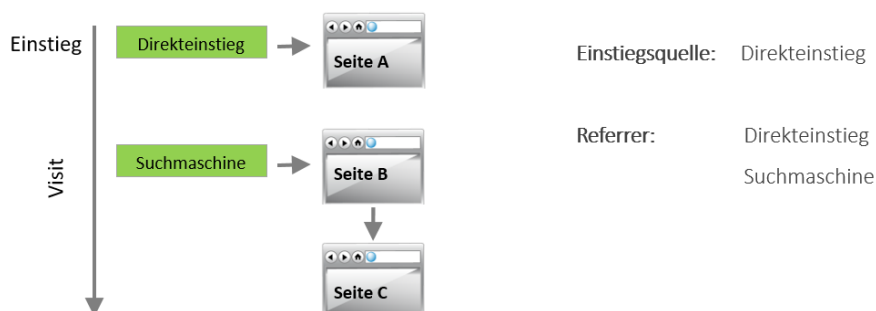 Einstieg
Direkteinstieg
Seite A
Einstiegsquelle: Direkteinstieg
Visit
Suchmaschine
Seite B
Referrer: Direkteinstieg
Suchmaschine
Seite C